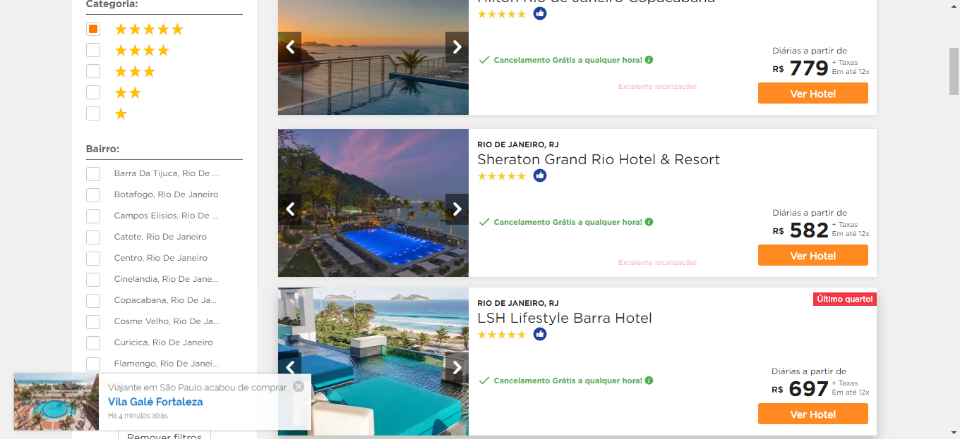 Categoria:
Bairro:
Barra Da Tijuca, Rio De ...
Botafogo, Rio De Janeiro
Campos Elisios, Rio De ...
Catete, Rio De Janeiro
Centro, Rio De Janeiro
Cinelandia, Rio De Jane...
Copacabana, Rio De Ja...
Cosme Velho, Rio De Ja...
Curicica, Rio De Janeiro
Flamengo, Rio De Janei...
Viajante em São Paulo acabou de comprar
Vila Galé Fortaleza
Há 4 minutos atrás
Remover filtros
Hilton Rio de Janeiro Copacabana
Cancelamento Grátis a qualquer hora!
Excelente localização!
Diárias a partir de
R$ 779 + Taxas
Em até 12x
Ver Hotel
RIO DE JANEIRO, RJ
Sheraton Grand Rio Hotel & Resort
Cancelamento Grátis a qualquer hora!
Excelente localização!
Diárias a partir de
R$ 582 + Taxas
Em até 12x
Ver Hotel
Último quarto!
RIO DE JANEIRO, RJ
LSH Lifestyle Barra Hotel
Cancelamento Grátis a qualquer hora!
Diárias a partir de
R$ 697 + Taxas
Em até 12x
Ver Hotel